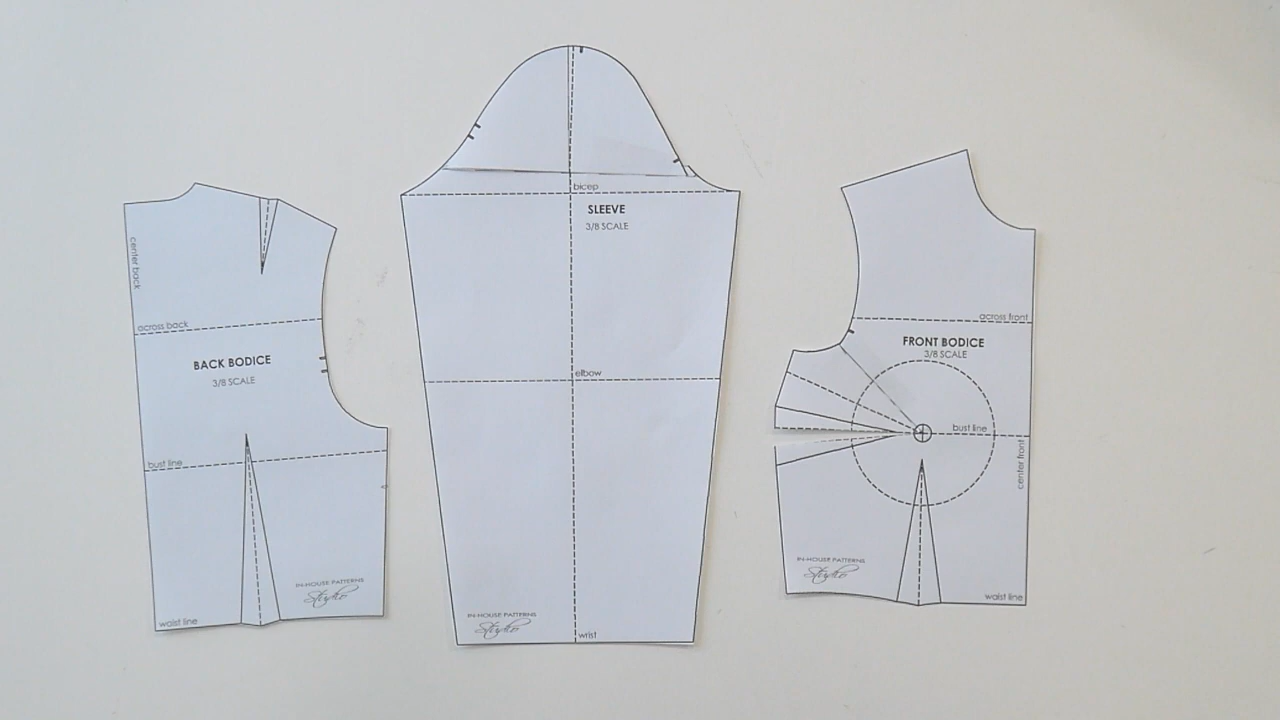 center back
across back
BACK BODICE
3/8 SCALE
bust line
IN-HOUSE PATTERNS
Studio
waist line
bicep
SLEEVE
3/8 SCALE
elbow
IN-HOUSE PATTERNS
Studio
wrist
across front
FRONT BODICE
3/8 SCALE
bust line
center front
IN-HOUSE PATTERNS
Studio
waist line